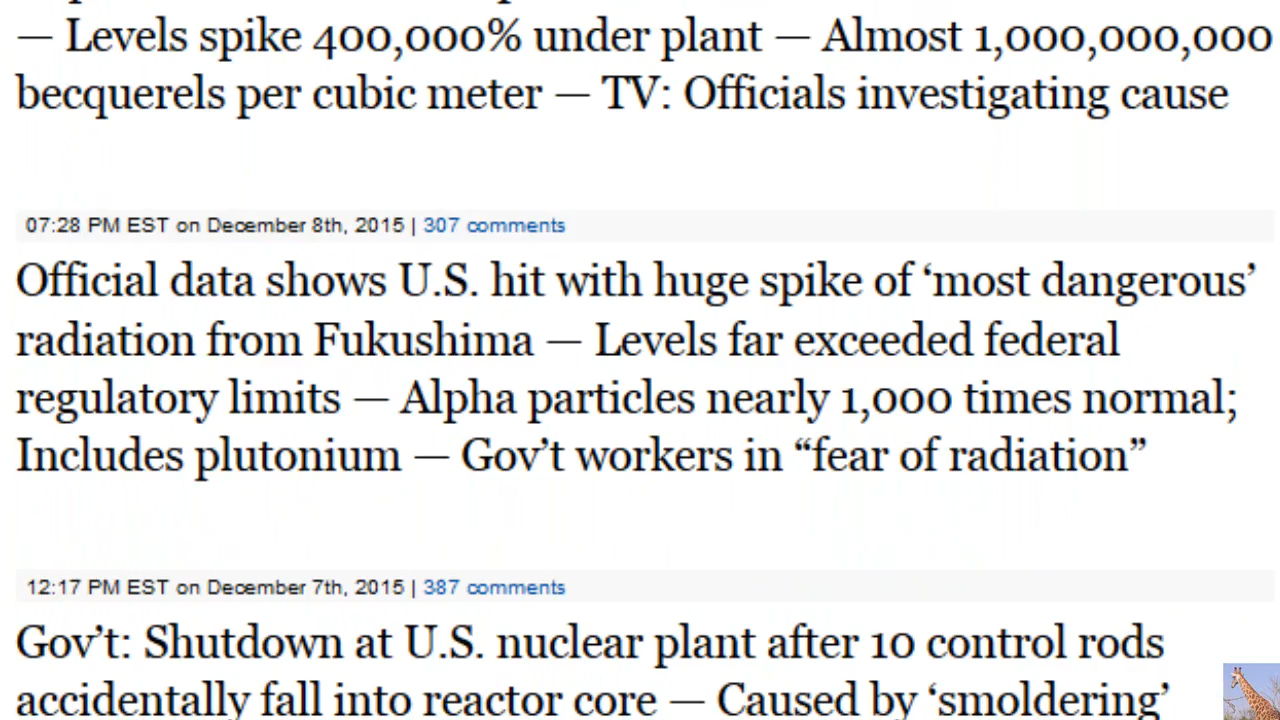 — Levels spike 400,000% under plant — Almost 1,000,000,000
becquerels per cubic meter — TV: Officials investigating cause
07:28 PM EST on December 8th, 2015 | 307 comments
Official data shows U.S. hit with huge spike of ‘most dangerous’
radiation from Fukushima — Levels far exceeded federal
regulatory limits — Alpha particles nearly 1,000 times normal;
Includes plutonium — Gov’t workers in “fear of radiation”
12:17 PM EST on December 7th, 2015 | 387 comments
Gov’t: Shutdown at U.S. nuclear plant after 10 control rods
accidentally fall into reactor core — Caused by ‘smoldering’